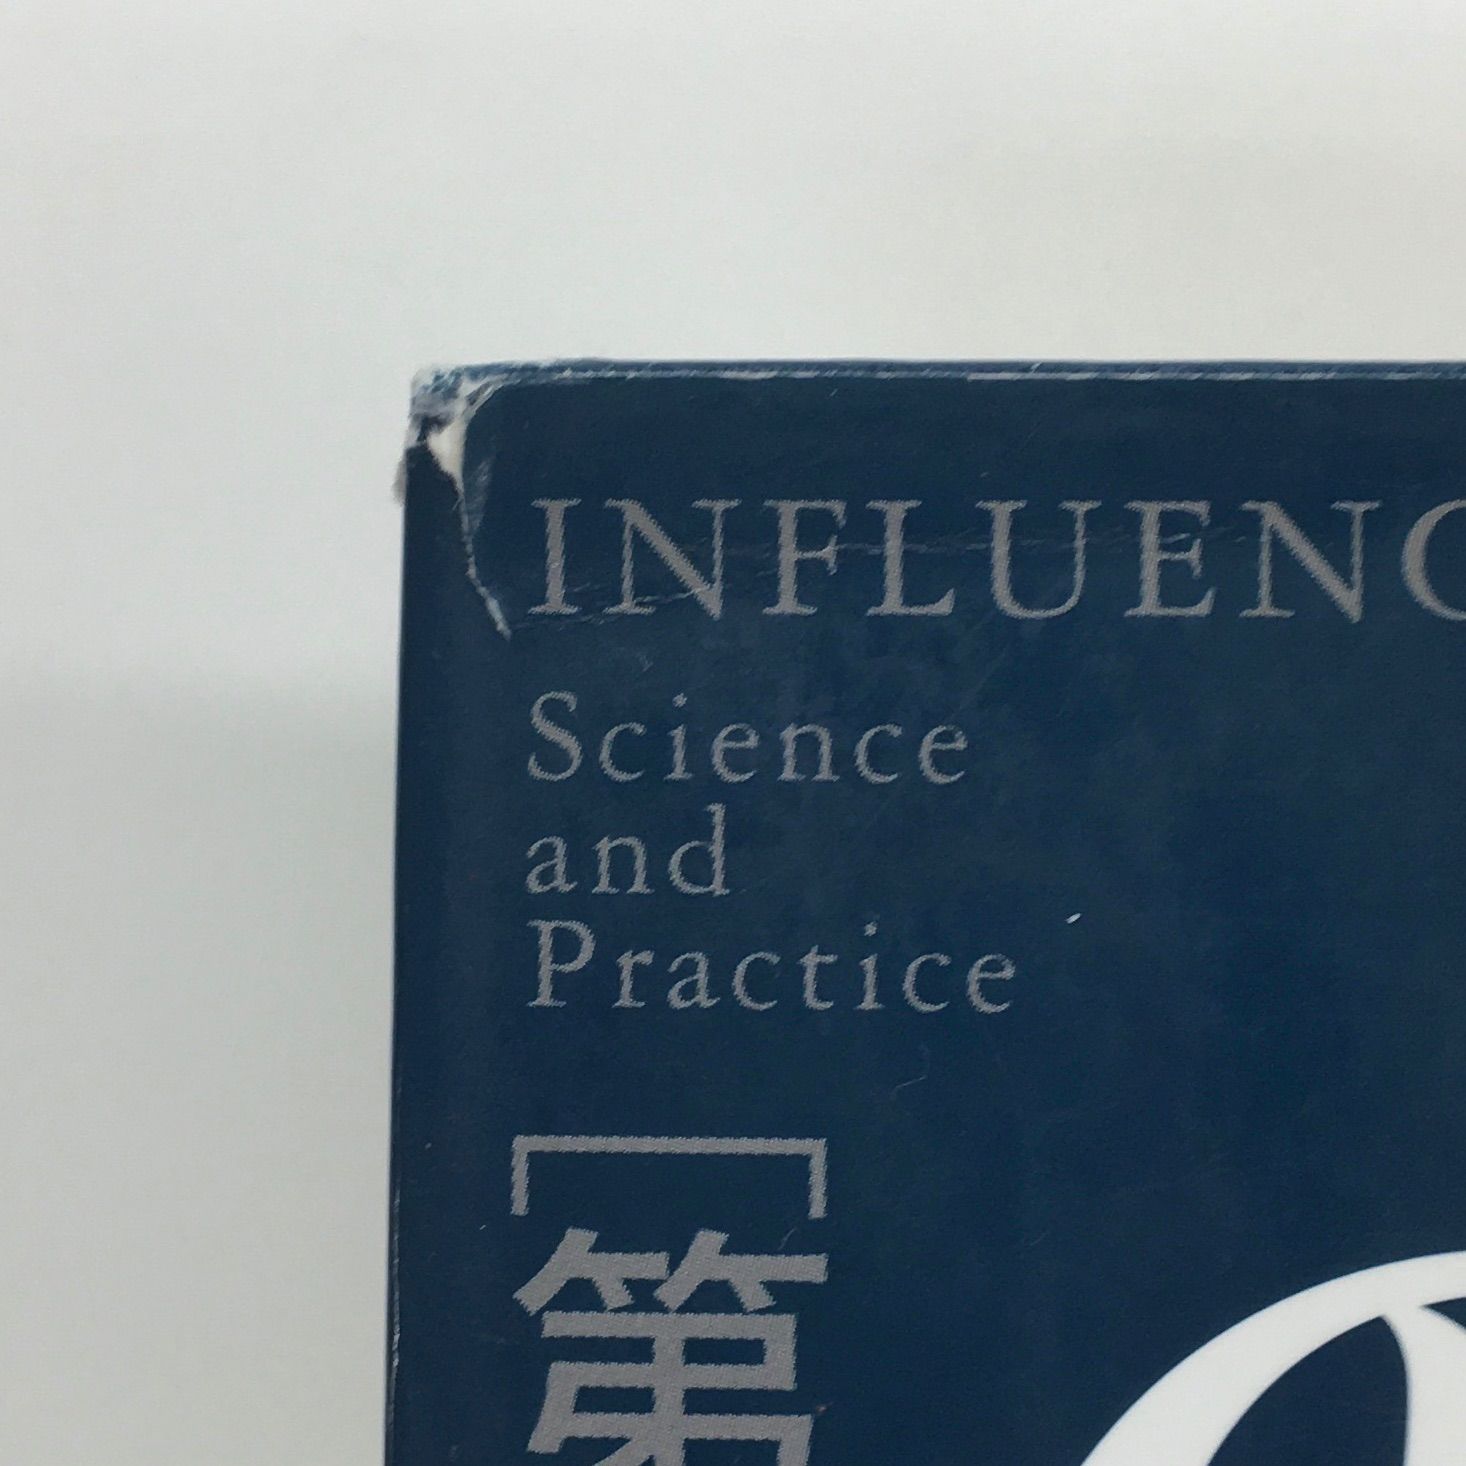 INFLUENC
Science
and
Practice
[第